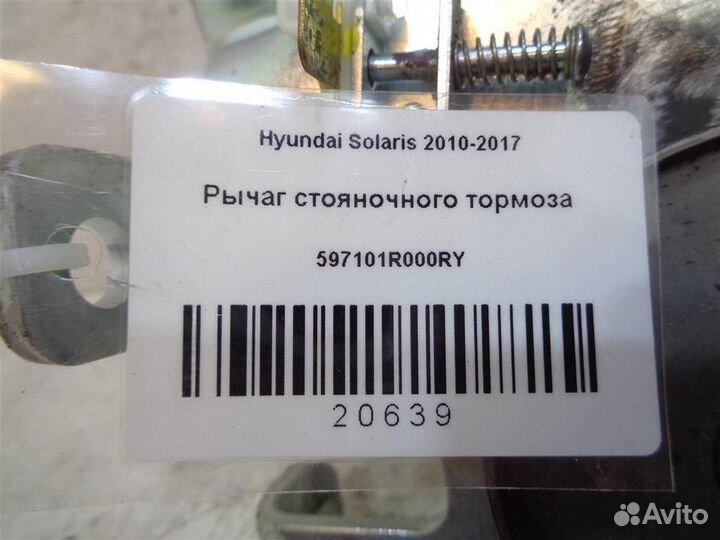 Hyundai Solaris 2010-2017
Рычаг стояночного тормоза
597101R000RY
20639
Avito